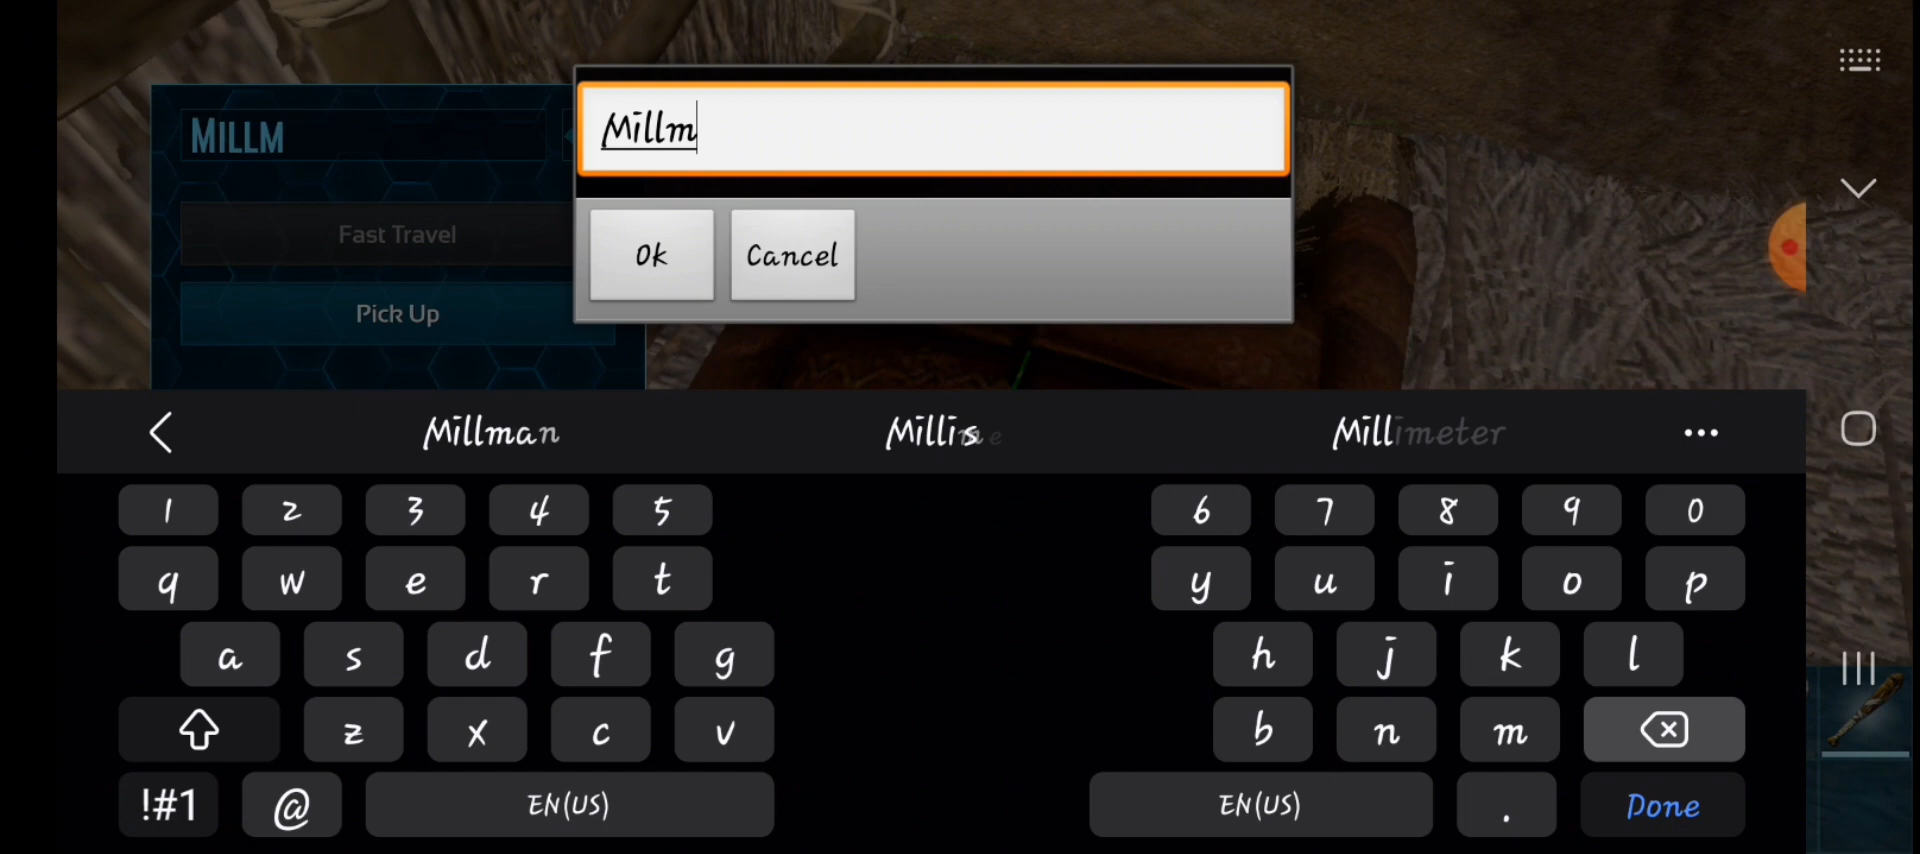 Millm
MILLM
Fast Travel
Ok
Cancel
Pick Up
Millman
Millis
Millimeter
1 2 3 4 5 6 7 8 9 0
q w e r t y u i o p
a s d f g h j k l
z x c v b n m
!#1 @ EN(US) EN(US) . Done